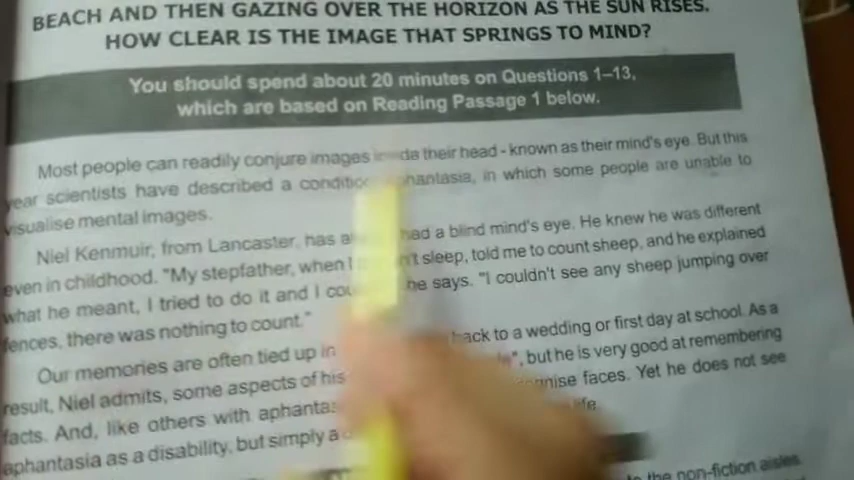 BEACH AND THEN GAZING OVER THE HORIZON AS THE SUN RISES.
HOW CLEAR IS THE IMAGE THAT SPRINGS TO MIND?
You should spend about 20 minutes on Questions 1–13,
which are based on Reading Passage 1 below.
Most people can readily conjure images their head - known as their mind's eye. But this
year scientists have described a condition in which some people are unable to
visualise mental images.
Niel Kenmuir, from Lancaster, has had a blind mind's eye. He knew he was different
even in childhood. "My stepfather, when I sleep, told me to count sheep, and he explained
what he meant, I tried to do it and I he says. "I couldn't see any sheep jumping over
fences, there was nothing to count."
Our memories are often tied up in back to a wedding or first day at school. As a
result, Niel admits, some aspects of his but he is very good at remembering
facts. And, like others with faces. Yet he does not see
aphantasia as a disability, but simply a
the non-fiction aisles